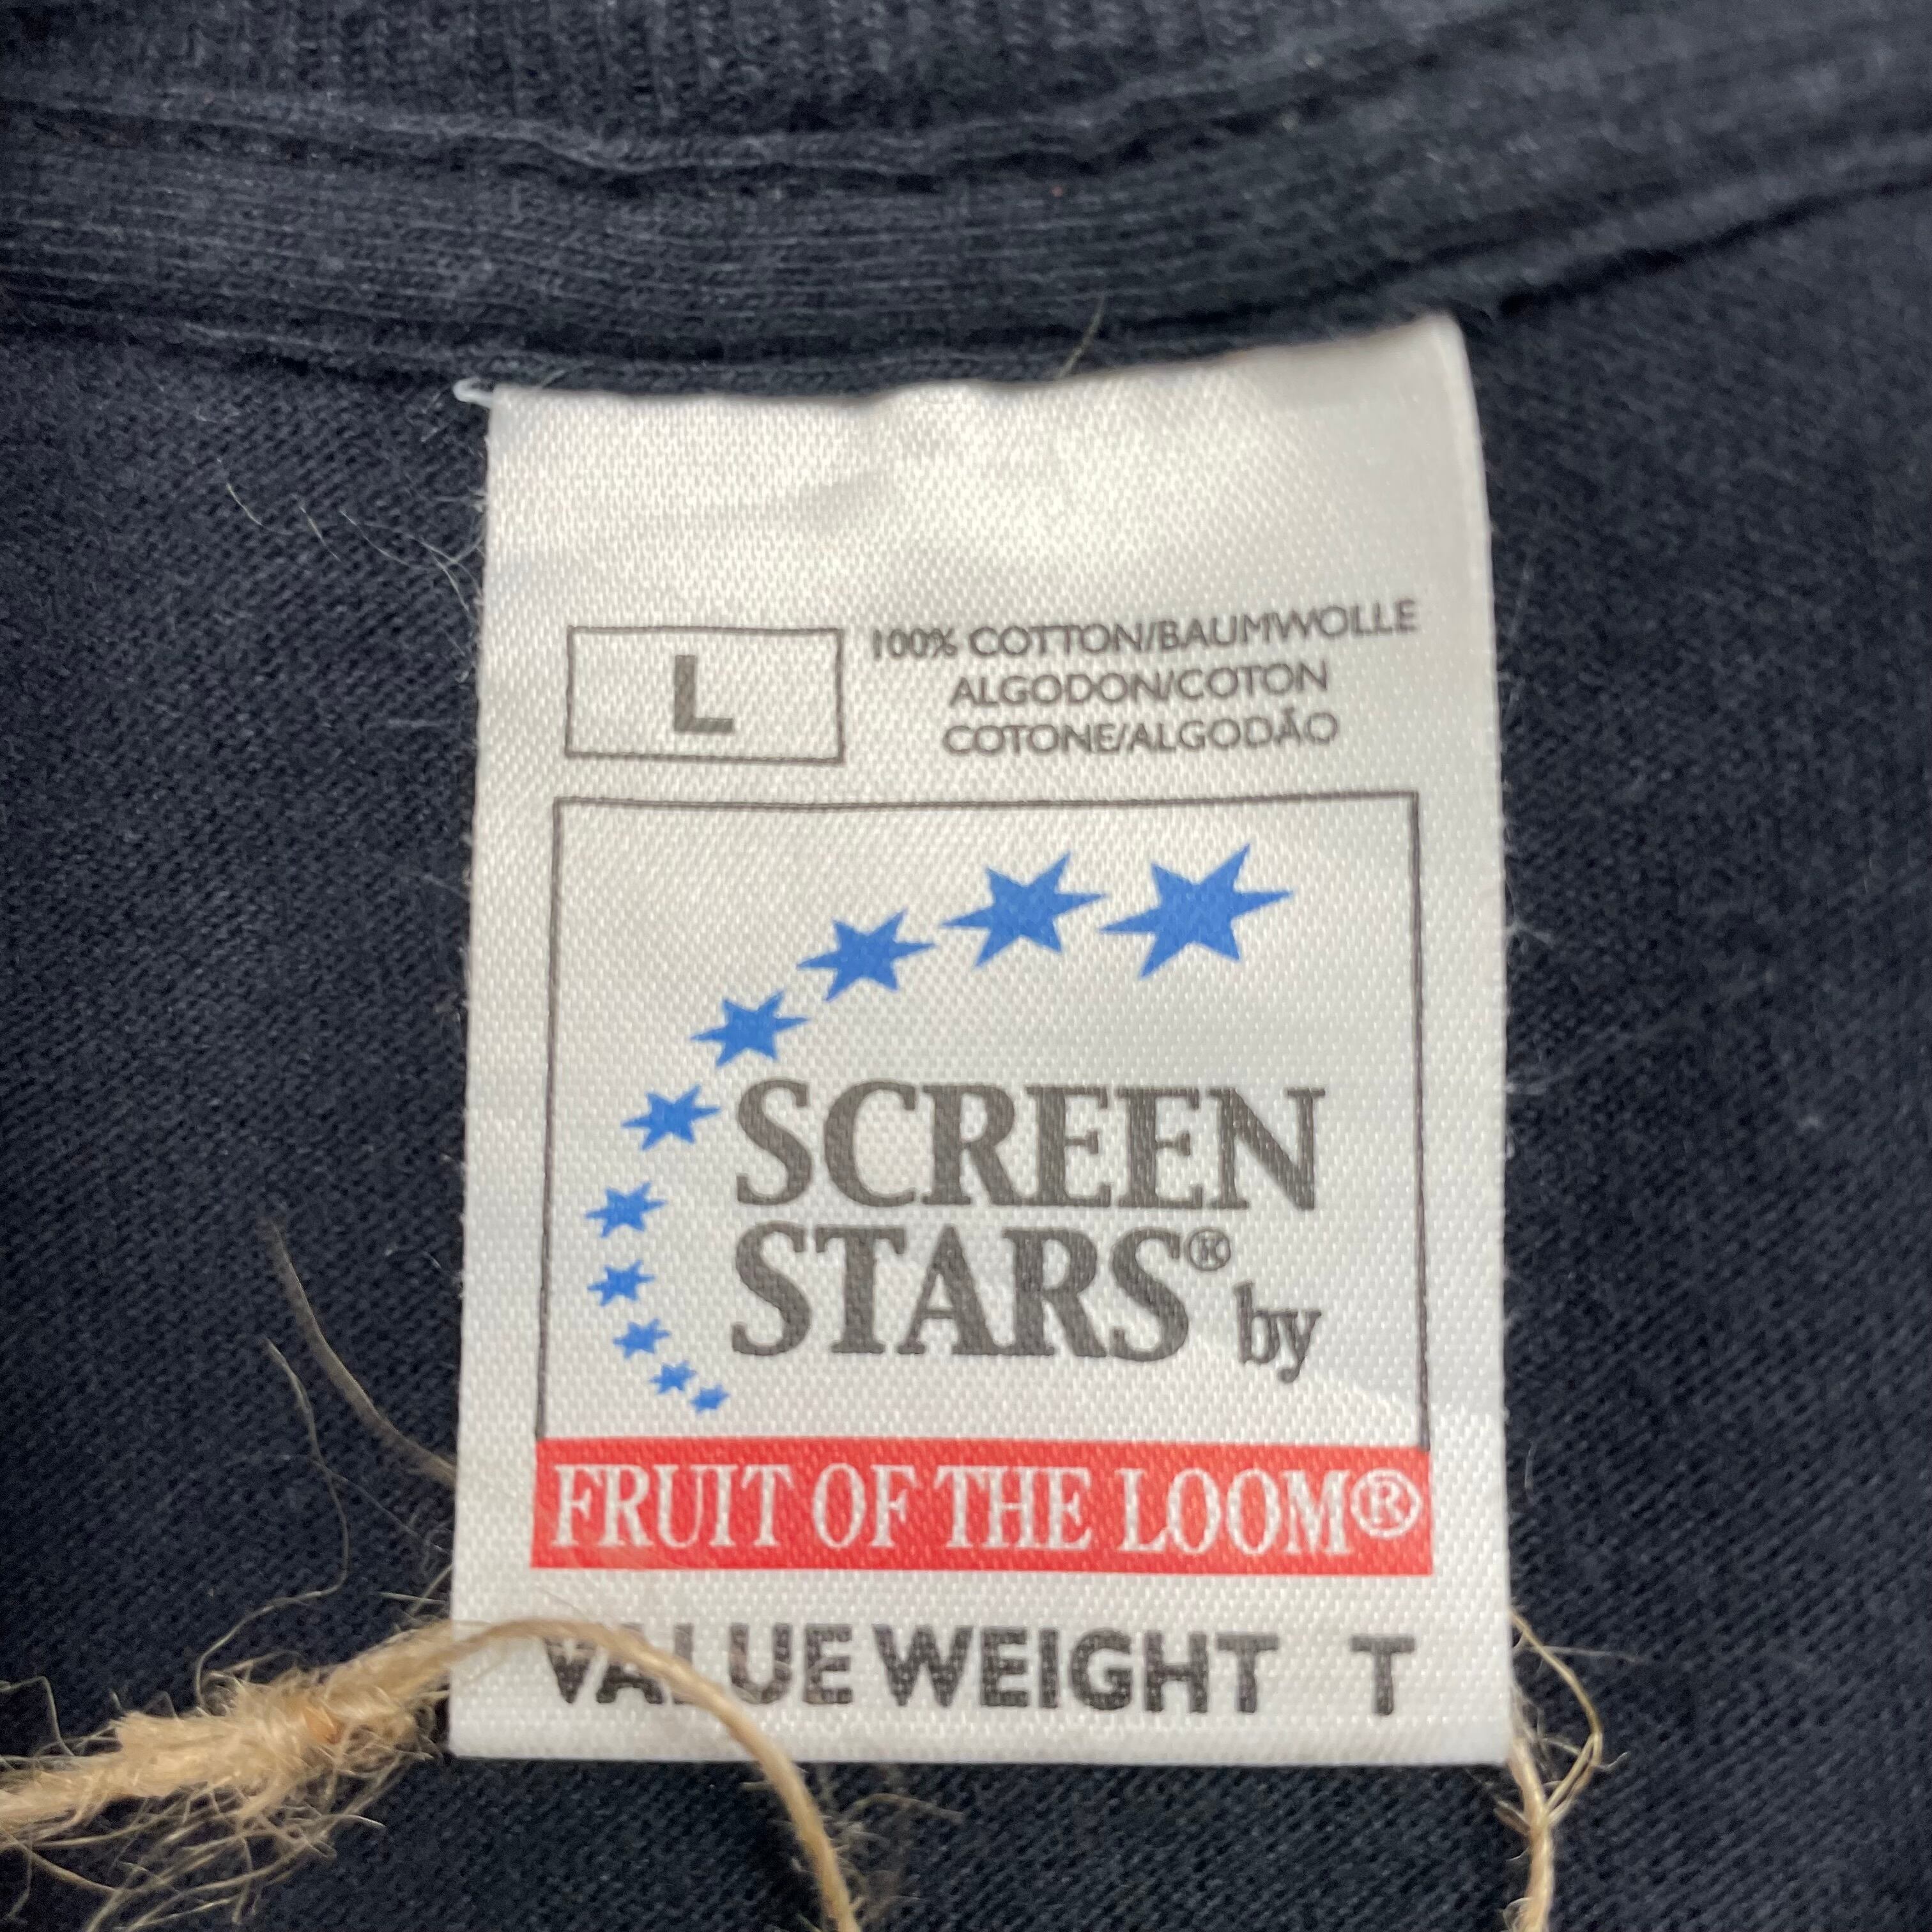 L
100% COTTON/BAUMWOLLE
ALGODON/COTON
COTONE/ALGODÃO
SCREEN
STARS® by
FRUIT OF THE LOOM®
VALUE WEIGHT T